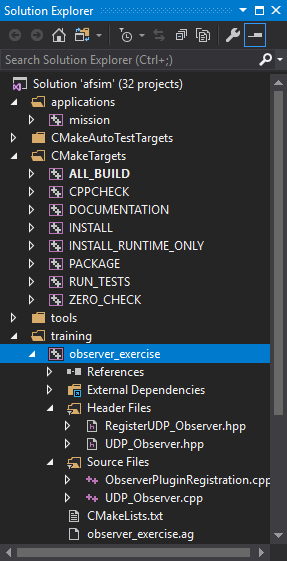 Solution Explorer
Search Solution Explorer (Ctrl+;)
Solution 'afsim' (32 projects)
applications
mission
CMakeAutoTestTargets
CMakeTargets
ALL_BUILD
CPPCHECK
DOCUMENTATION
INSTALL
INSTALL_RUNTIME_ONLY
PACKAGE
RUN_TESTS
ZERO_CHECK
tools
training
observer_exercise
References
External Dependencies
Header Files
RegisterUDP_Observer.hpp
UDP_Observer.hpp
Source Files
ObserverPluginRegistration.cpp
UDP_Observer.cpp
CMakeLists.txt
observer_exercise.ag